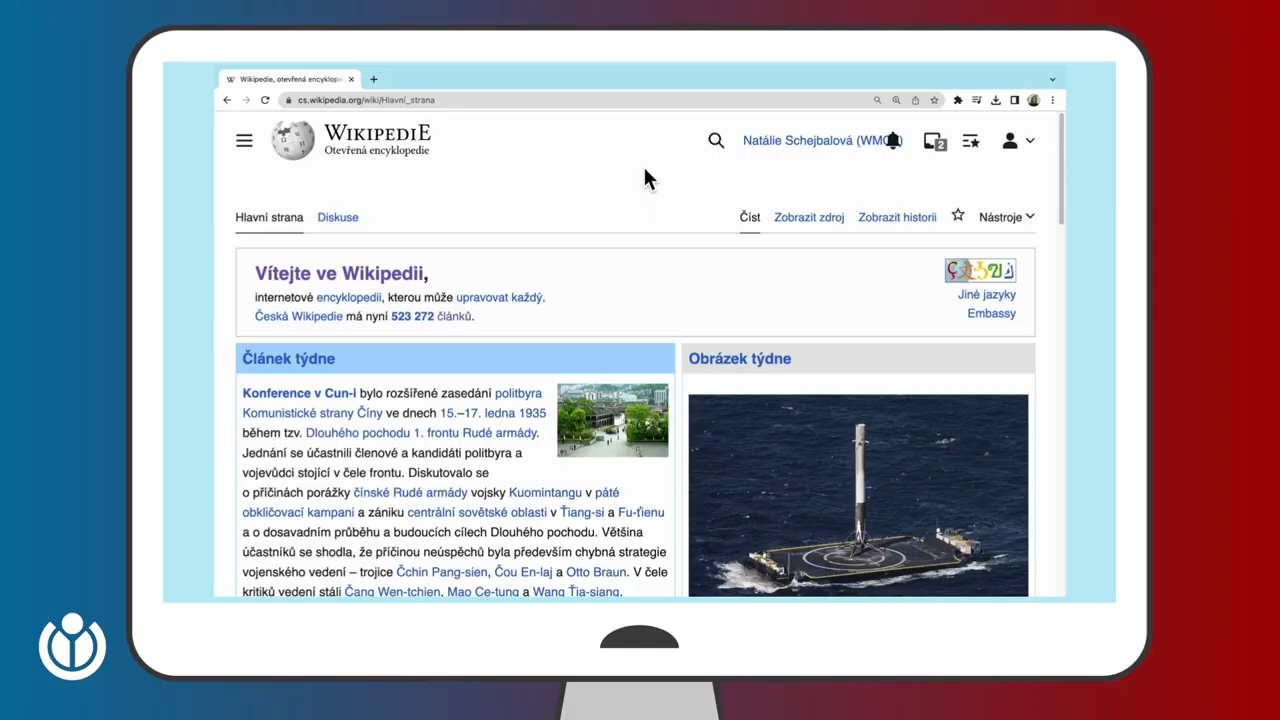 Wikipedie, otevřená encyklop
cs.wikipedia.org/wiki/Hlavní_strana
WIKIPEDIE
Otevřená encyklopedie
Natálie Schejbalová (WMC
2
Hlavní strana Diskuse Číst Zobrazit zdroj Zobrazit historii Nástroje
Vítejte ve Wikipedii,
internetové encyklopedii, kterou může upravovat každý.
Česká Wikipedie má nyní 523 272 článků.
Jiné jazyky
Embassy
Článek týdne
Konference v Cun-i bylo rozšířené zasedání politbyra
Komunistické strany Číny ve dnech 15.–17. ledna 1935
během tzv. Dlouhého pochodu 1. frontu Rudé armády.
Jednání se účastnili členové a kandidáti politbyra a
vojevůdci stojící v čele frontu. Diskutovalo se
o příčinách porážky čínské Rudé armády vojsky Kuomintangu v páté
obkličovací kampani a zániku centrální sovětské oblasti v Ťiang-si a Fu-ťienu
a o dosavadním průběhu a budoucích cílech Dlouhého pochodu. Většina
účastníků se shodla, že příčinou neúspěchů byla především chybná strategie
vojenského vedení – trojice Čchin Pang-sien, Čou En-laj a Otto Braun. V čele
kritiků vedení stáli Čang Wen-tchien, Mao Ce-tung a Wang Ťia-siang.
Obrázek týdne